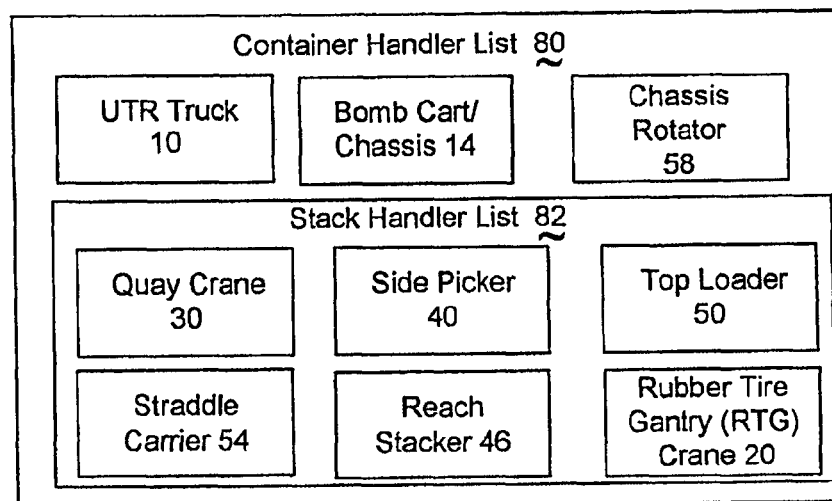 Container Handler List 80
UTR Truck
10
Bomb Cart/
Chassis 14
Chassis
Rotator
58
Stack Handler List 82
Quay Crane
30
Side Picker
40
Top Loader
50
Straddle
Carrier 54
Reach
Stacker 46
Rubber Tire
Gantry (RTG)
Crane 20